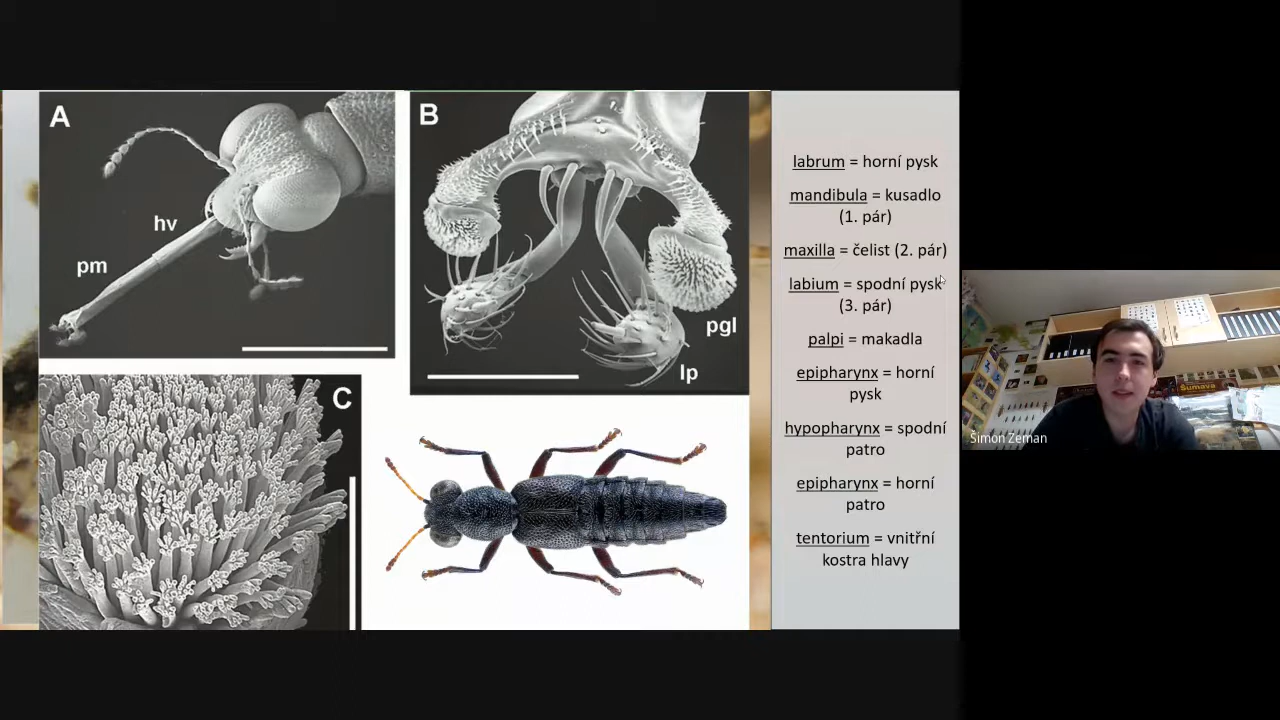 A
hv
pm
B
pgl
lp
C
labrum = horní pysk
mandibula = kusadlo
(1. pár)
maxilla = čelist (2. pár)
labium = spodní pysk
(3. pár)
palpi = makadla
epipharynx = horní
pysk
hypopharynx = spodní
patro
epipharynx = horní
patro
tentorium = vnitřní
kostra hlavy
Šumava
Šimon Zeman